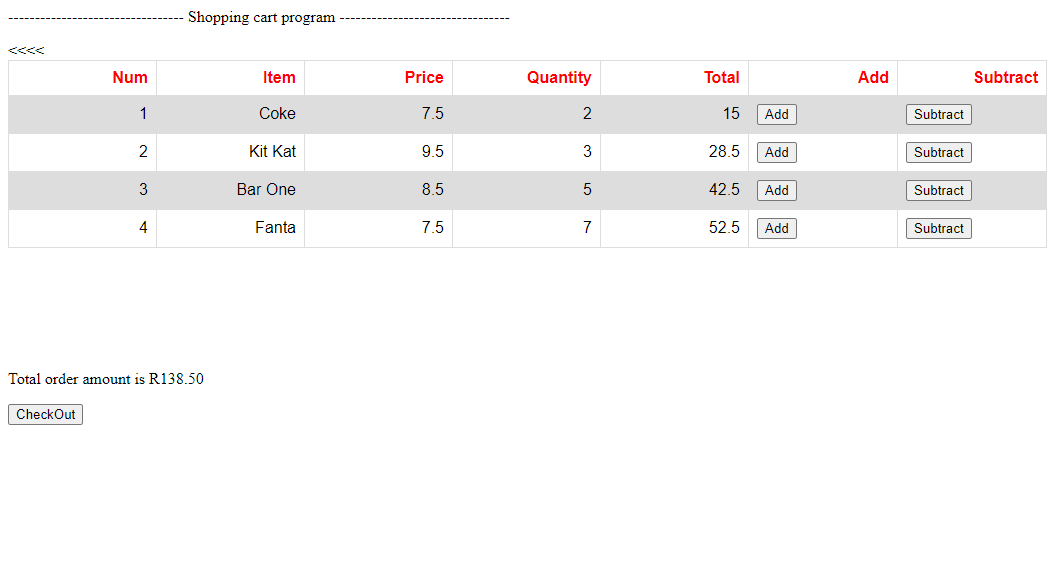 --------------------------------- Shopping cart program --------------------------------
<<<<
Num Item Price Quantity Total Add Subtract
1 Coke 7.5 2 15 Add Subtract
2 Kit Kat 9.5 3 28.5 Add Subtract
3 Bar One 8.5 5 42.5 Add Subtract
4 Fanta 7.5 7 52.5 Add Subtract
Total order amount is R138.50
CheckOut